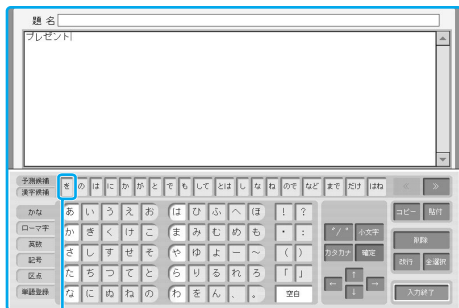 題名
プレゼント
予測候補
漢字候補
を の は に か が と で も し て とは し な ね ので など まで だけ はね 《 》
かな あ い う え お は ひ ふ へ ほ ! ? コピー 貼付
ローマ字 か き く け こ ま み む め も ・ : ゛/゜ 小文字 削除
英数 さ し す せ そ や ゆ よ ー ~ ( ) カタカナ 確定
記号 た ち つ て と ら り る れ ろ 「 」 ← ↑ ↓ → 改行 全選択
区点
単語登録 な に ぬ ね の わ を ん 、 。 空白 入力終了